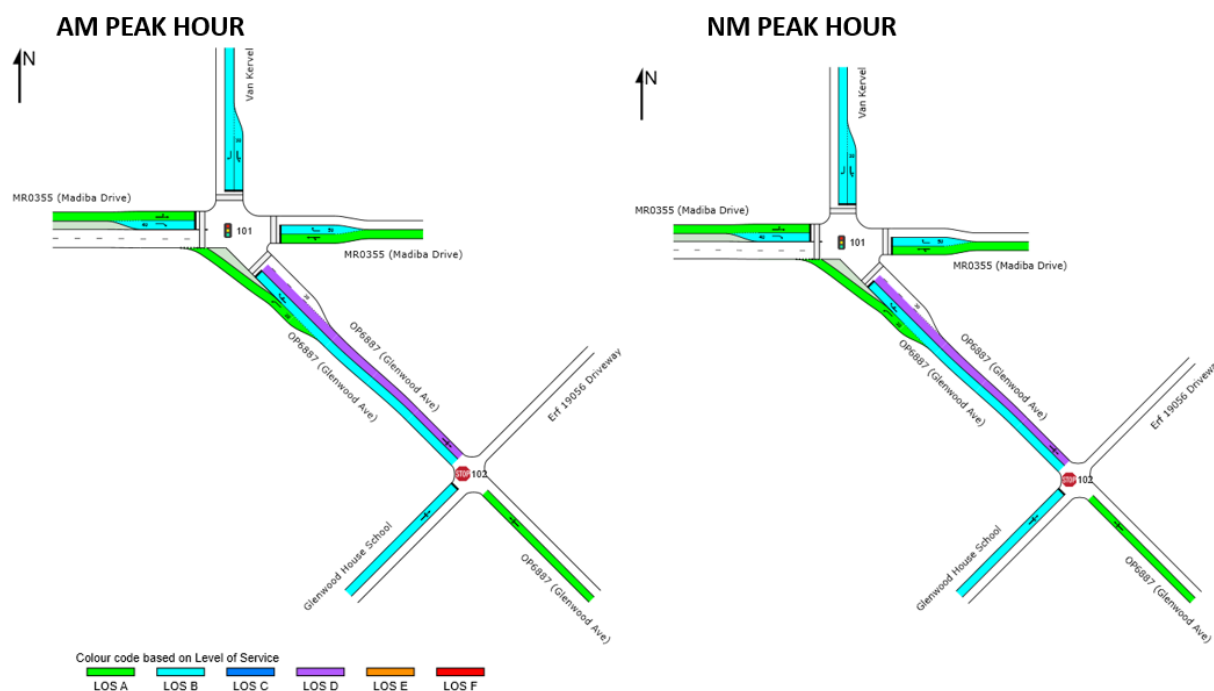 AM PEAK HOUR
N
Van Kervel
MR0355 (Madiba Drive)
101
MR0355 (Madiba Drive)
OP6887 (Glenwood Ave)
OP6887 (Glenwood Ave)
Erf 19056 Driveway
STOP 102
Glenwood House School
OP6887 (Glenwood Ave)
NM PEAK HOUR
N
Van Kervel
MR0355 (Madiba Drive)
101
MR0355 (Madiba Drive)
OP6887 (Glenwood Ave)
OP6887 (Glenwood Ave)
Erf 19056 Driveway
STOP 102
Glenwood House School
OP6887 (Glenwood Ave)
Colour code based on Level of Service
LOS A LOS B LOS C LOS D LOS E LOS F